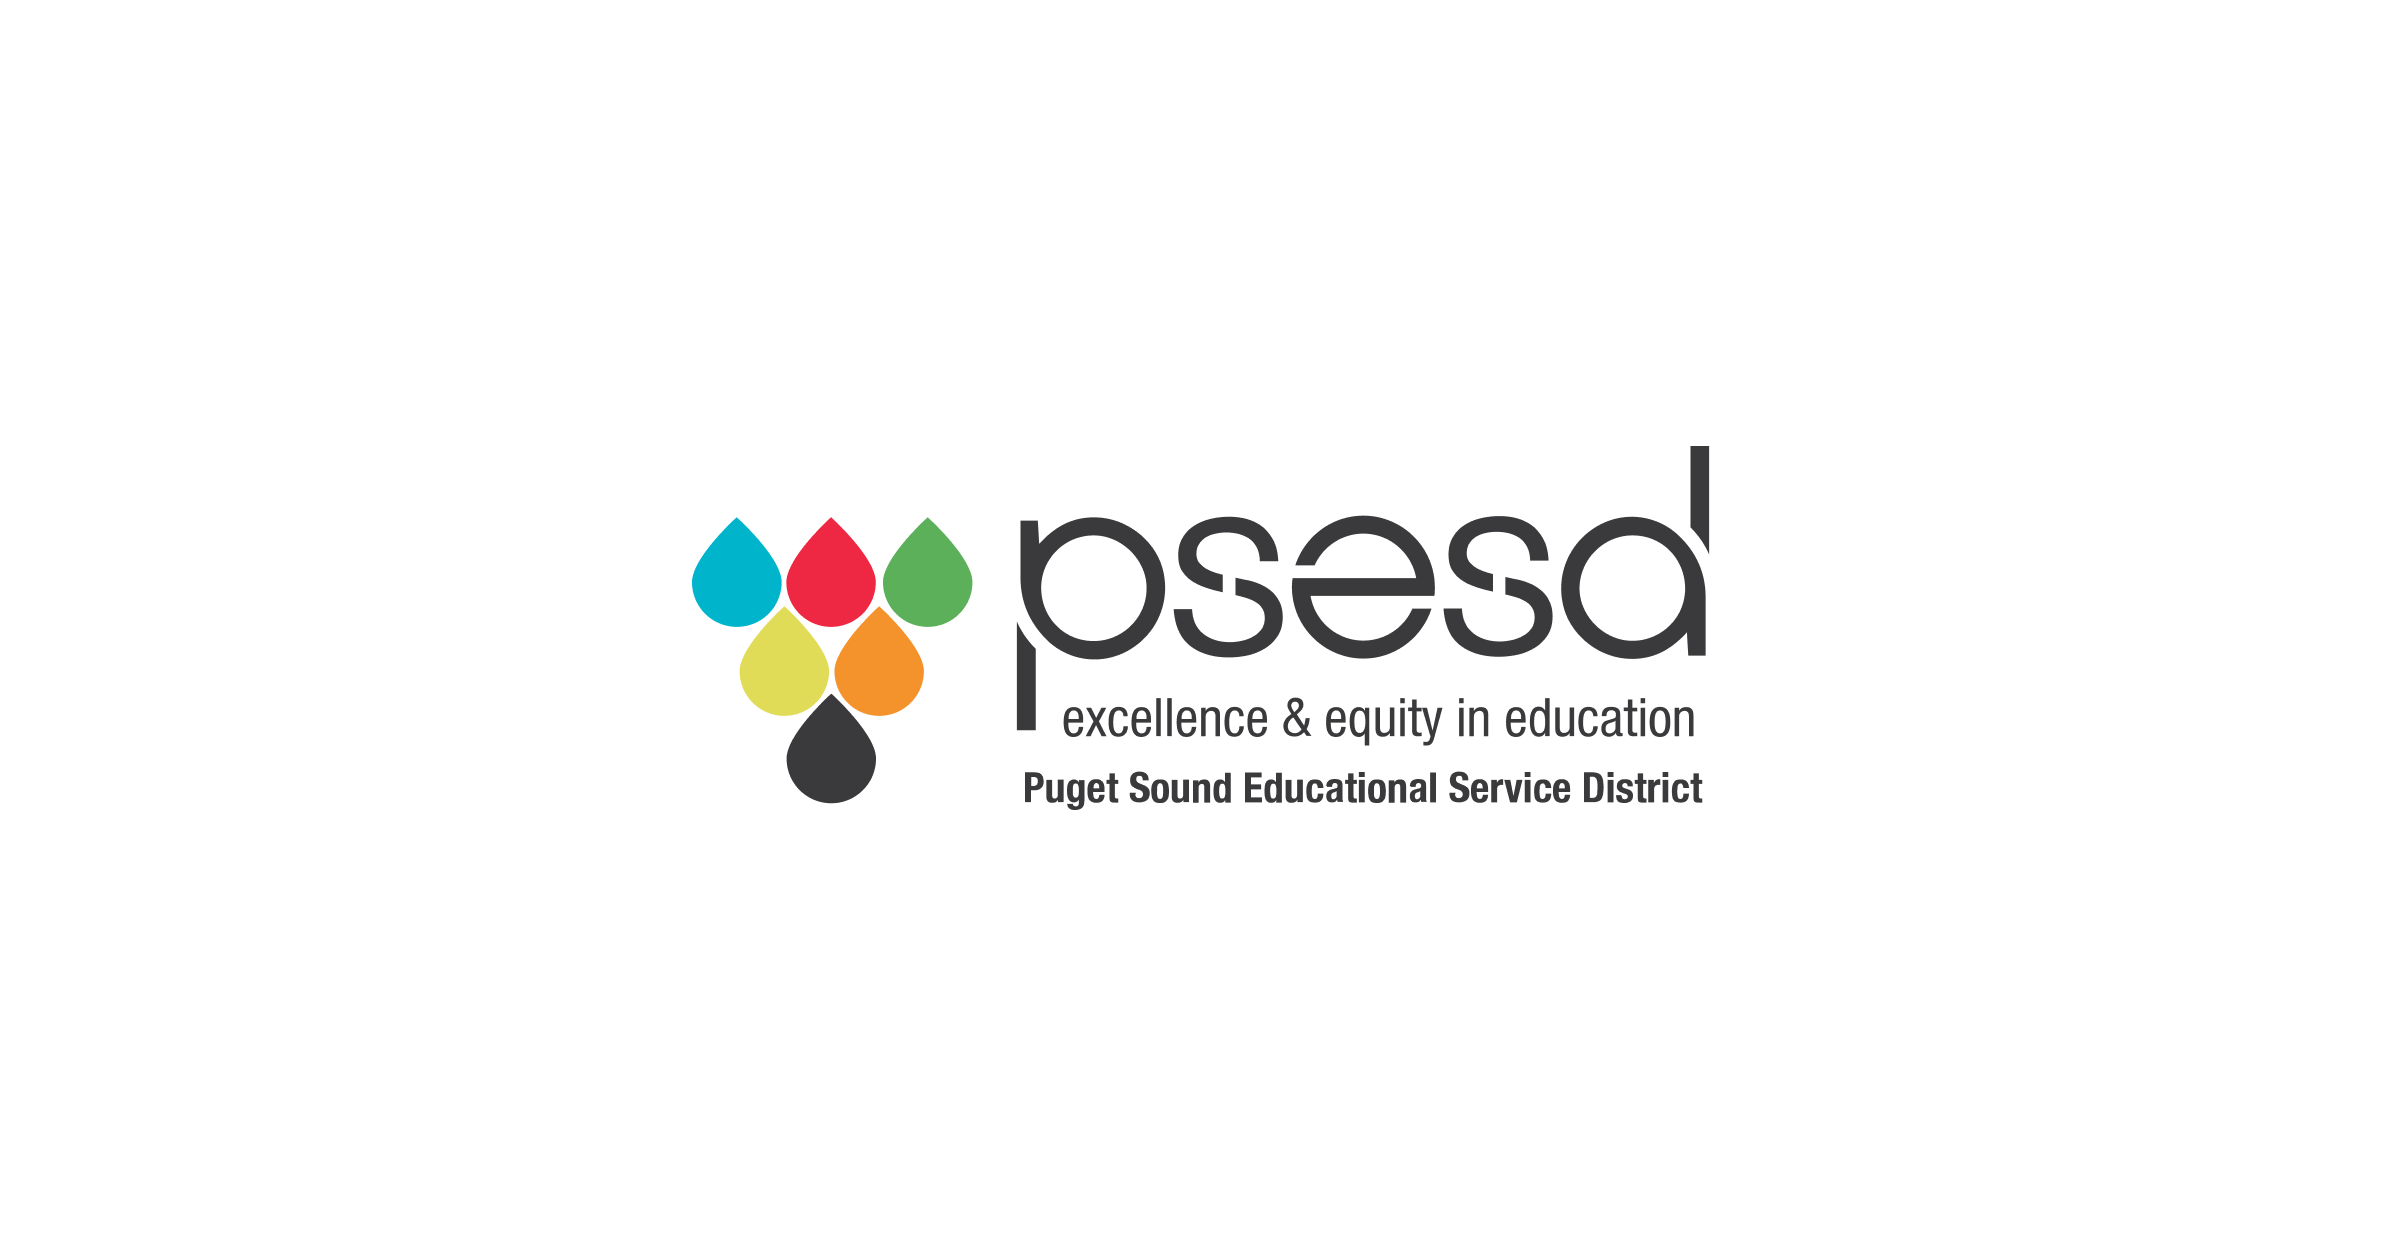 psesd
excellence & equity in education
Puget Sound Educational Service District